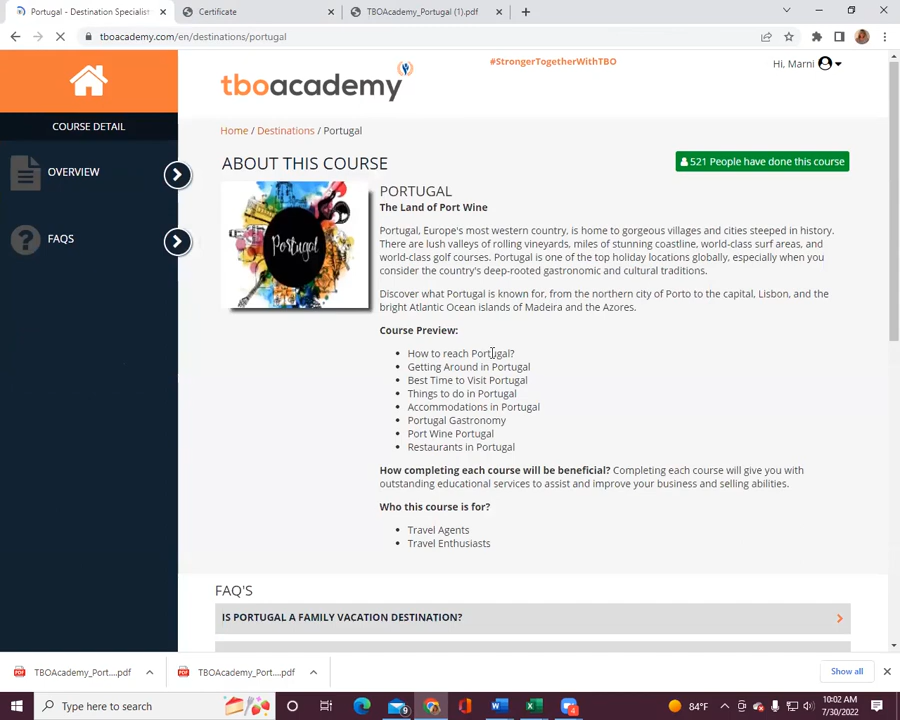 Portugal - Destination Specialist
Certificate
TBOAcademy_Portugal (1).pdf
tboacademy.com/en/destinations/portugal
#StrongerTogetherWithTBO
Hi, Marni
tboacademy
COURSE DETAIL
OVERVIEW
FAQS
Home / Destinations / Portugal
ABOUT THIS COURSE
521 People have done this course
Portugal
PORTUGAL
The Land of Port Wine
Portugal, Europe's most western country, is home to gorgeous villages and cities steeped in history.
There are lush valleys of rolling vineyards, miles of stunning coastline, world-class surf areas, and
world-class golf courses. Portugal is one of the top holiday locations globally, especially when you
consider the country's deep-rooted gastronomic and cultural traditions.
Discover what Portugal is known for, from the northern city of Porto to the capital, Lisbon, and the
bright Atlantic Ocean islands of Madeira and the Azores.
Course Preview:
• How to reach Portugal?
• Getting Around in Portugal
• Best Time to Visit Portugal
• Things to do in Portugal
• Accommodations in Portugal
• Portugal Gastronomy
• Port Wine Portugal
• Restaurants in Portugal
How completing each course will be beneficial? Completing each course will give you with
outstanding educational services to assist and improve your business and selling abilities.
Who this course is for?
• Travel Agents
• Travel Enthusiasts
FAQ'S
IS PORTUGAL A FAMILY VACATION DESTINATION?
TBOAcademy_Port....pdf
TBOAcademy_Port....pdf
Show all
Type here to search
9
4
84°F
10:02 AM
7/30/2022